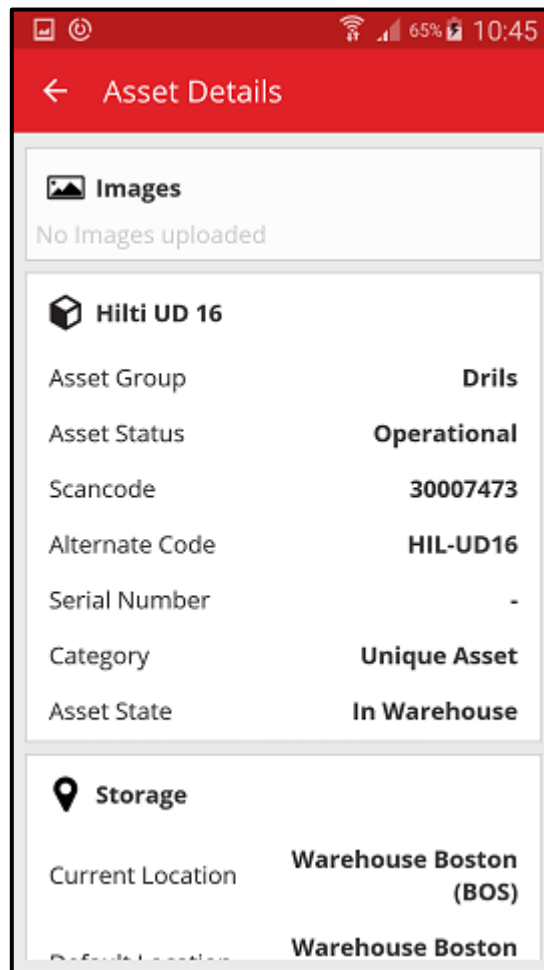 65% 10:45
Asset Details
Images
No Images uploaded
Hilti UD 16
Asset Group Drils
Asset Status Operational
Scancode 30007473
Alternate Code HIL-UD16
Serial Number -
Category Unique Asset
Asset State In Warehouse
Storage
Current Location Warehouse Boston
(BOS)
Default Location Warehouse Boston